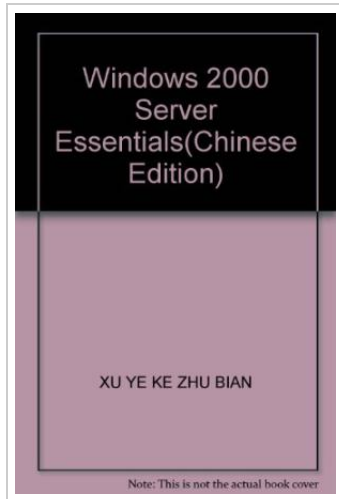 Windows 2000
Server
Essentials(Chinese
Edition)
XU YE KE ZHU BIAN
Note: This is not the actual book cover